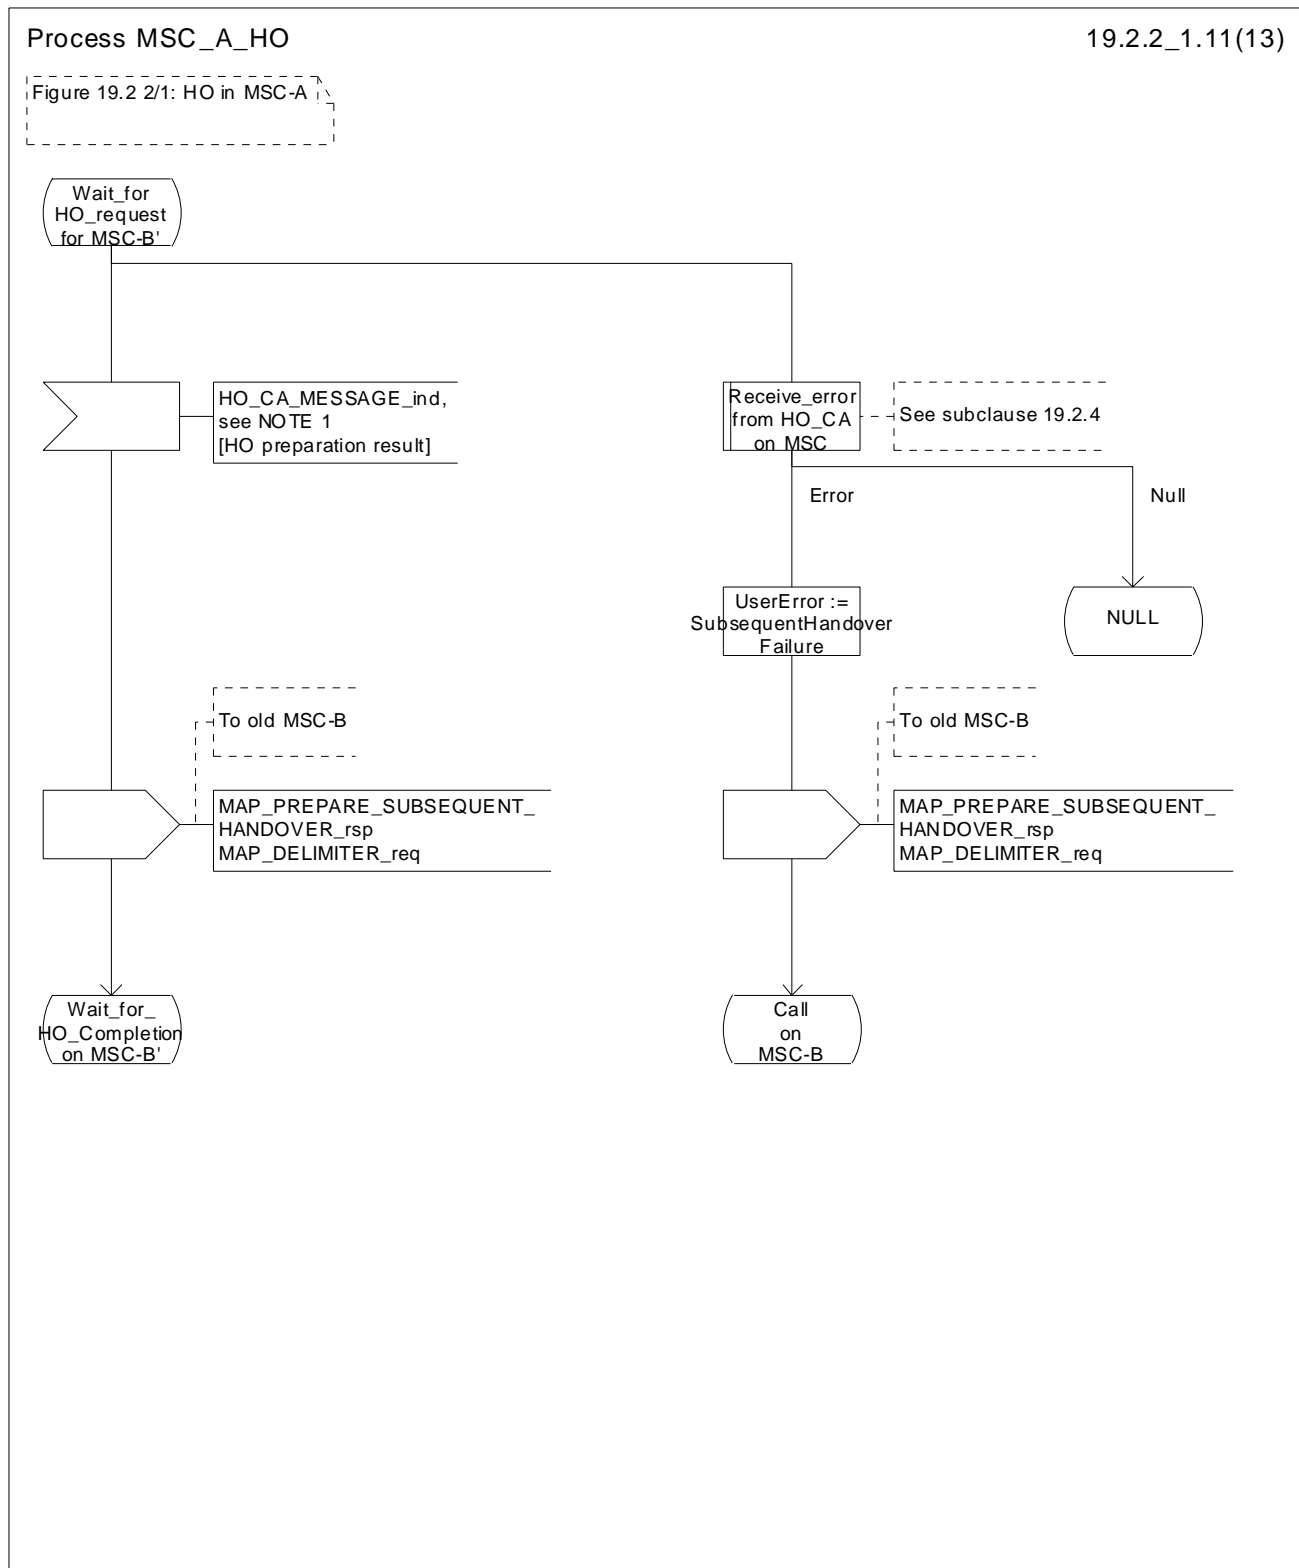 Process MSC_A_HO
19.2.2_1.11(13)
Figure 19.2 2/1: HO in MSC-A
Wait_for
HO_request
for MSC-B'
HO_CA_MESSAGE_ind,
see NOTE 1
[HO preparation result]
Receive_error
from HO_CA
on MSC
See subclause 19.2.4
Error
Null
UserError :=
SubsequentHandover
Failure
NULL
To old MSC-B
To old MSC-B
MAP_PREPARE_SUBSEQUENT_
HANDOVER_rsp
MAP_DELIMITER_req
MAP_PREPARE_SUBSEQUENT_
HANDOVER_rsp
MAP_DELIMITER_req
Wait_for_
HO_Completion
on MSC-B'
Call
on
MSC-B